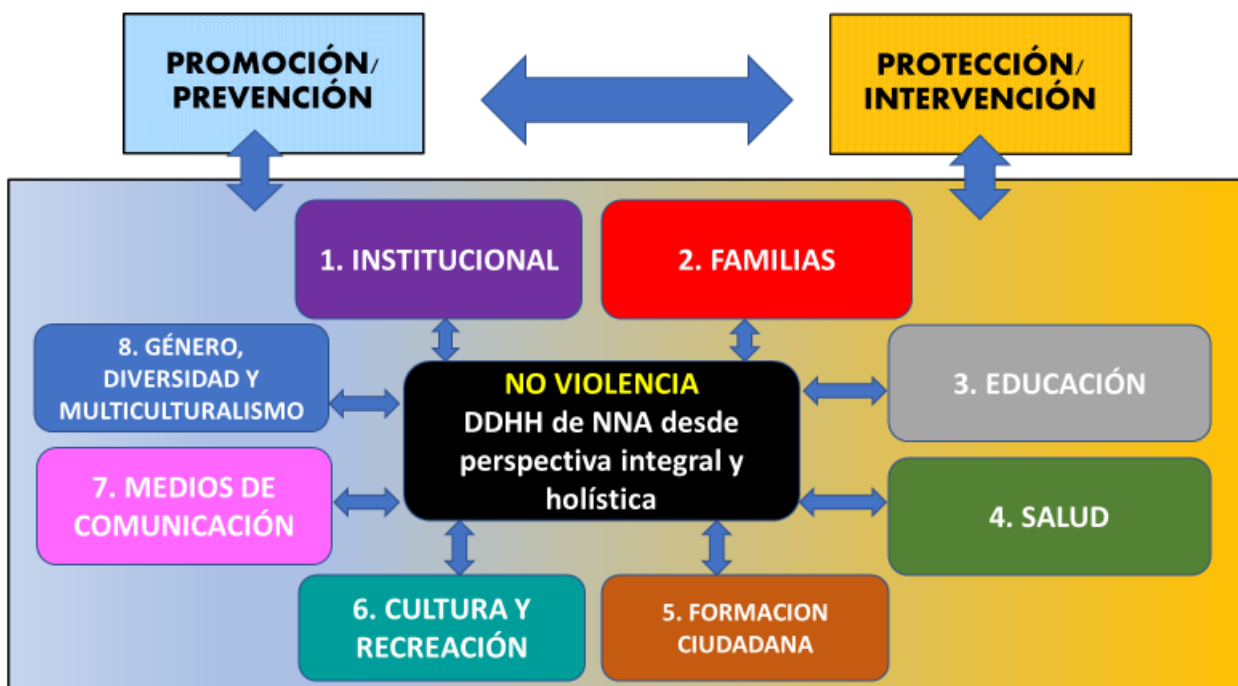 PROMOCIÓN/
PREVENCIÓN
PROTECCIÓN/
INTERVENCIÓN
1. INSTITUCIONAL
2. FAMILIAS
8. GÉNERO,
DIVERSIDAD Y
MULTICULTURALISMO
NO VIOLENCIA
DDHH de NNA desde
perspectiva integral y
holística
3. EDUCACIÓN
7. MEDIOS DE
COMUNICACIÓN
4. SALUD
6. CULTURA Y
RECREACIÓN
5. FORMACION
CIUDADANA